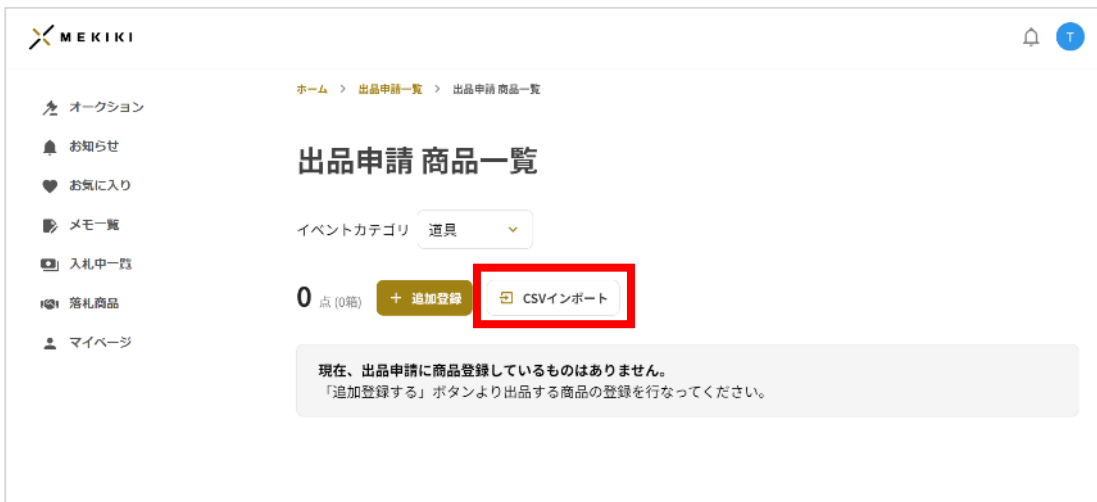 MEKIKI
T
ホーム > 出品申請一覧 > 出品申請 商品一覧
オークション
お知らせ
お気に入り
メモ一覧
入札中一覧
落札商品
マイページ
出品申請 商品一覧
イベントカテゴリ 道具
0 点 (0箱) + 追加登録 CSVインポート
現在、出品申請に商品登録しているものはありません。
「追加登録する」ボタンより出品する商品の登録を行なってください。